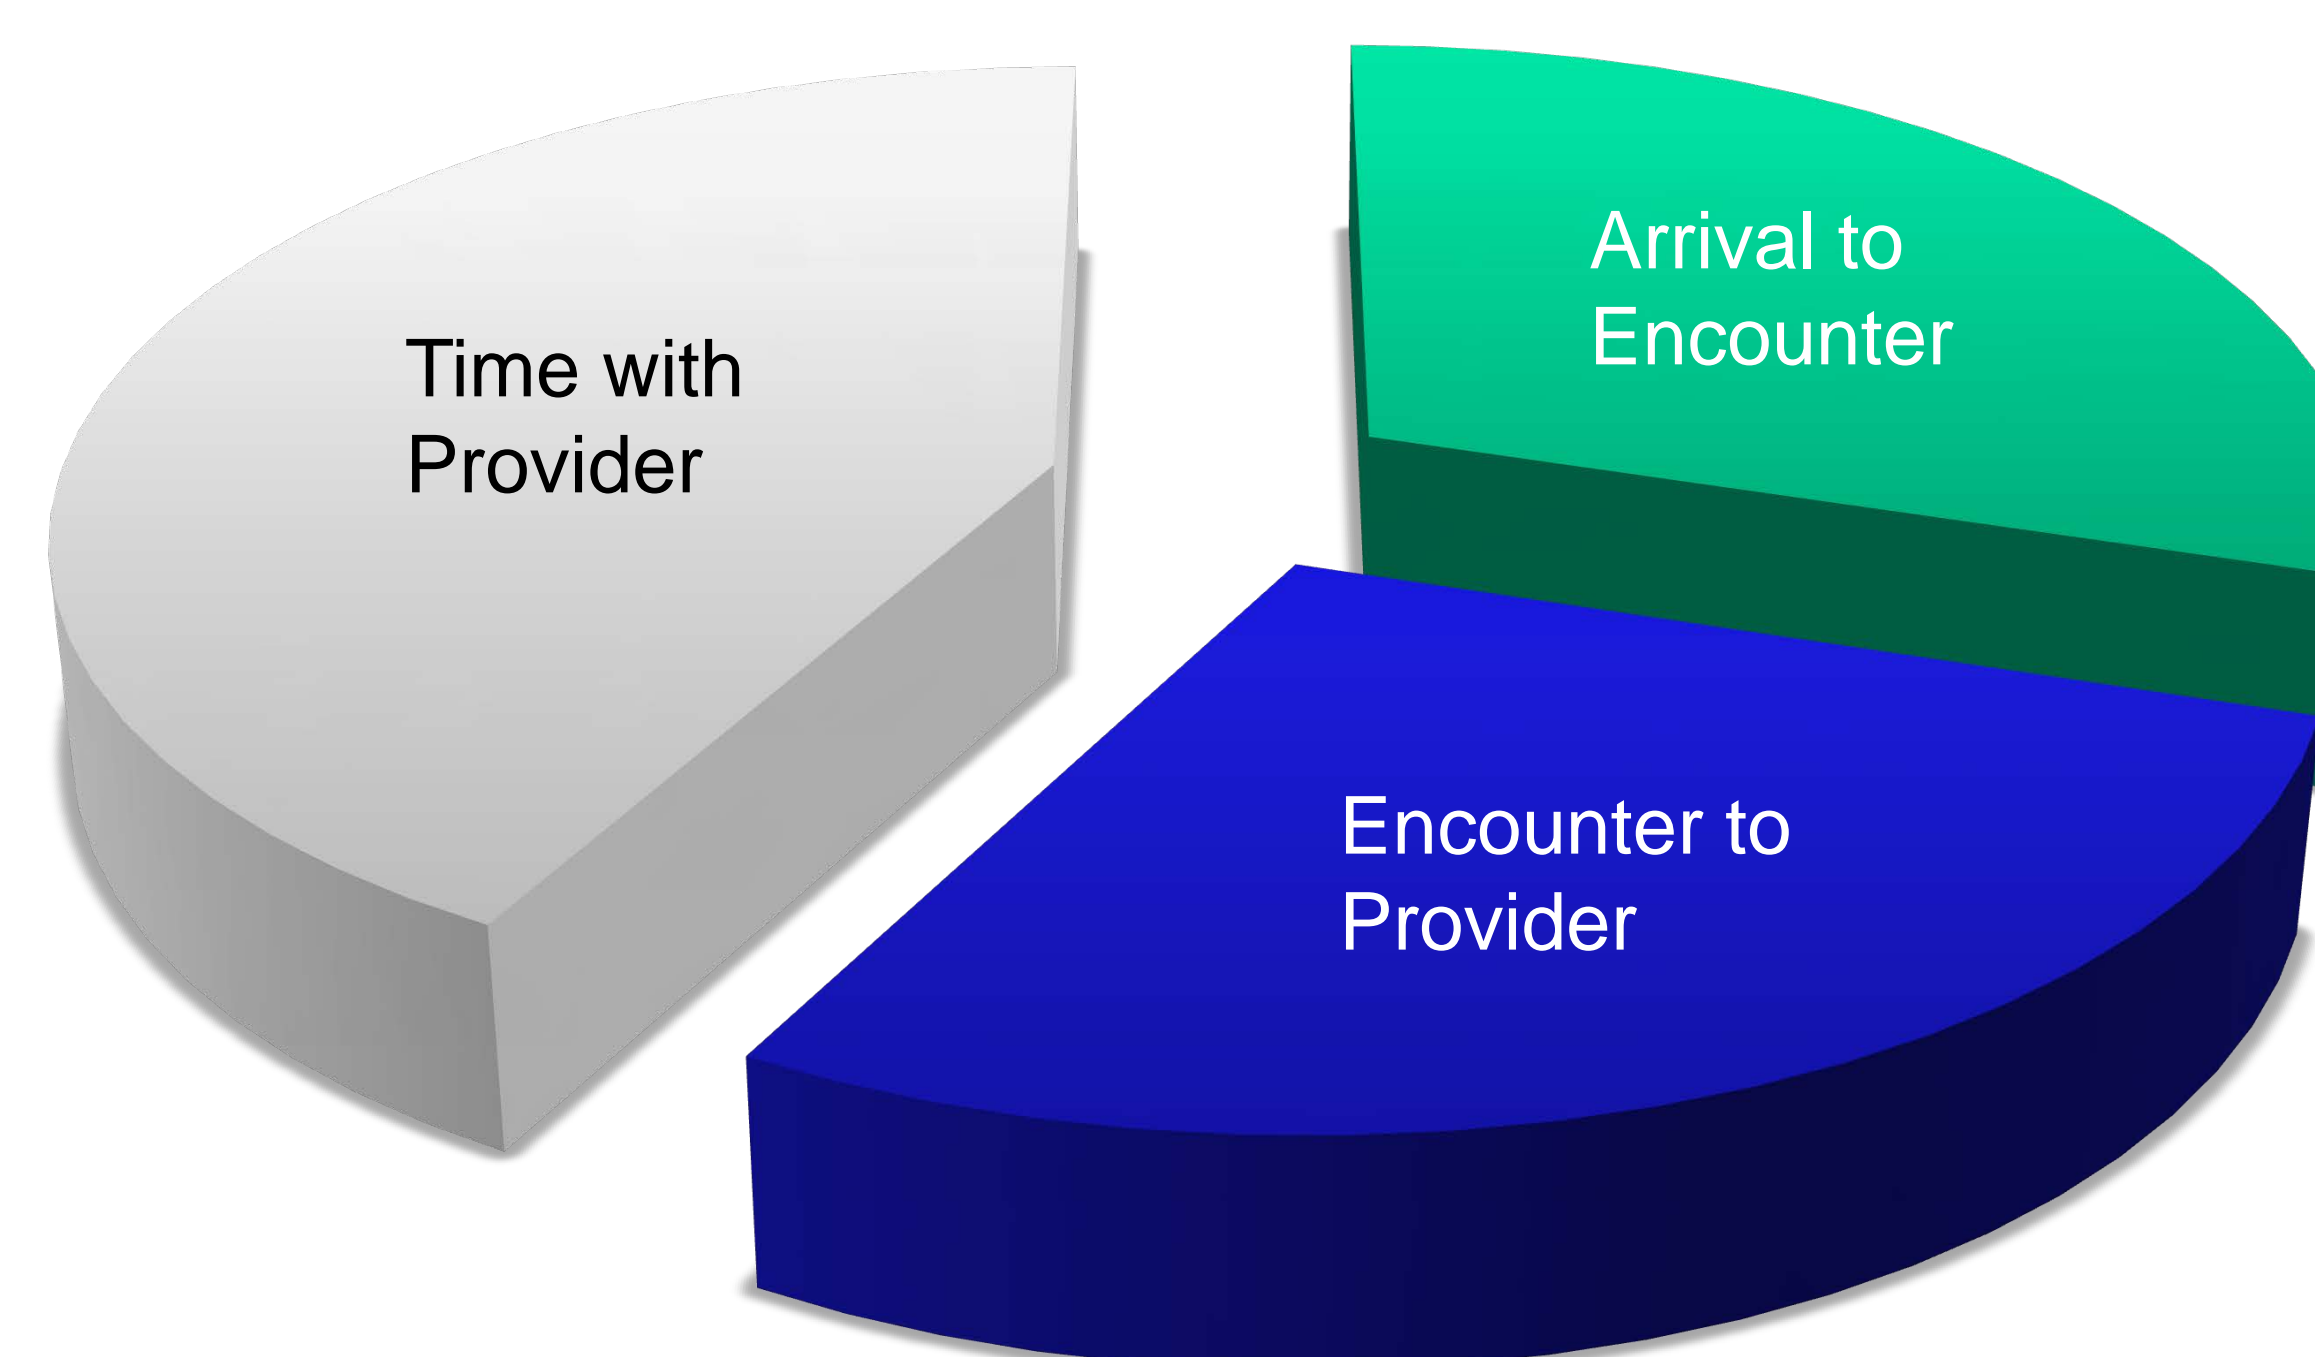 Arrival to
Encounter
Time with
Provider
Encounter to
Provider